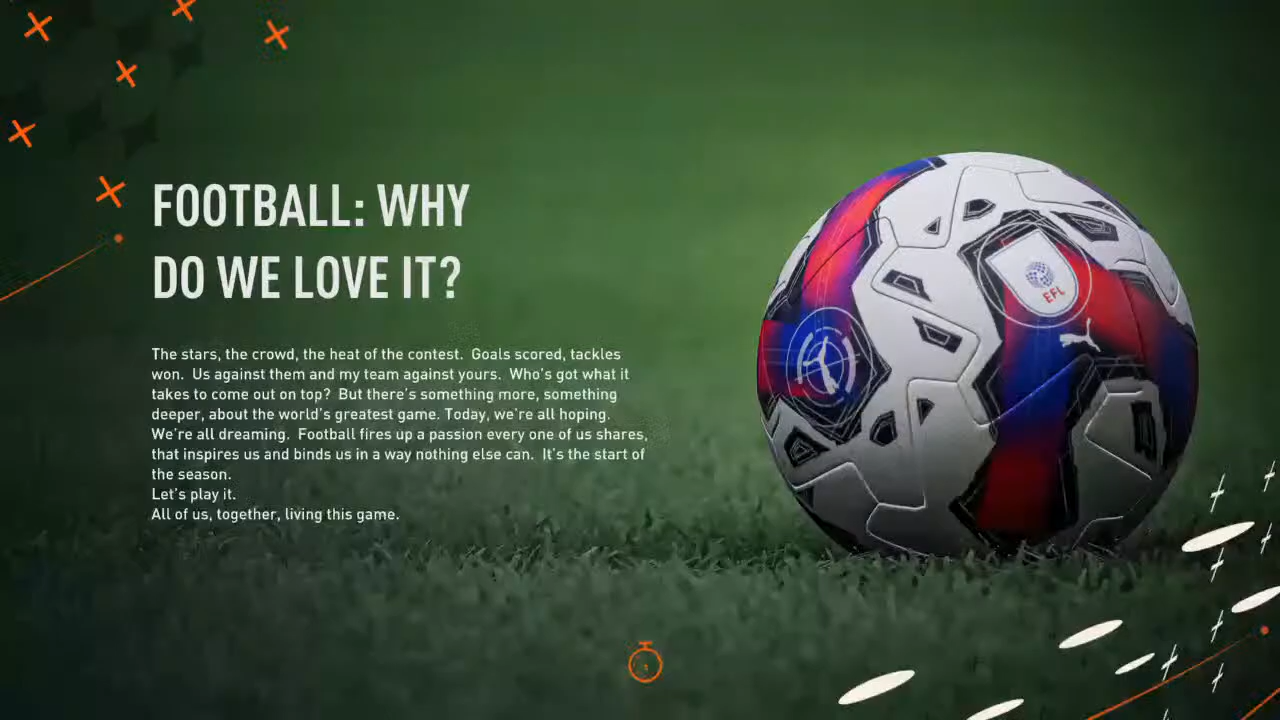 FOOTBALL: WHY
DO WE LOVE IT?
The stars, the crowd, the heat of the contest.  Goals scored, tackles
won.  Us against them and my team against yours.  Who's got what it
takes to come out on top?  But there's something more, something
deeper, about the world's greatest game. Today, we're all hoping.
We're all dreaming.  Football fires up a passion every one of us shares,
that inspires us and binds us in a way nothing else can.  It's the start of
the season.
Let's play it.
All of us, together, living this game.
EFL